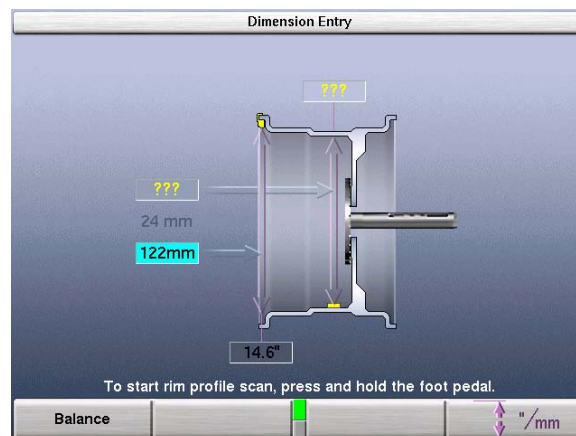 Dimension Entry
???
???
24 mm
122mm
14.6"
To start rim profile scan, press and hold the foot pedal.
Balance
"/mm